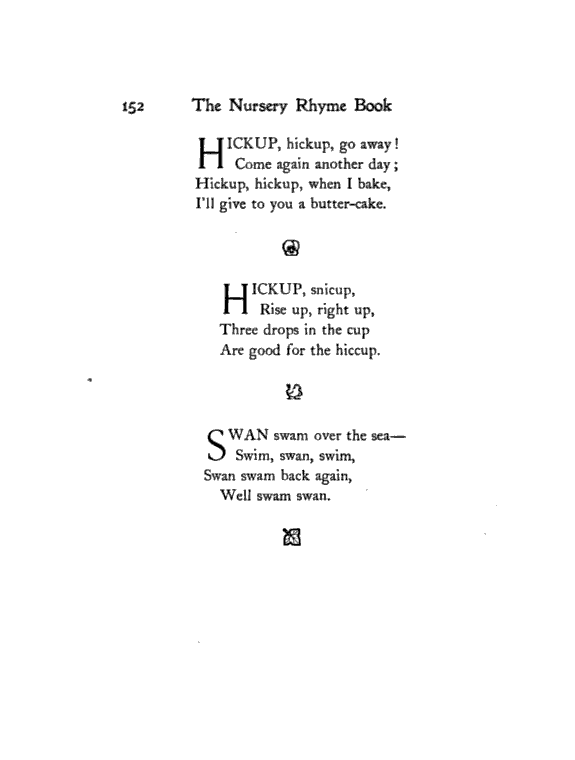 152 The Nursery Rhyme Book
HICKUP, hickup, go away!
Come again another day;
Hickup, hickup, when I bake,
I'll give to you a butter-cake.
HICKUP, snicup,
Rise up, right up,
Three drops in the cup
Are good for the hiccup.
SWAN swam over the sea—
Swim, swan, swim,
Swan swam back again,
Well swam swan.